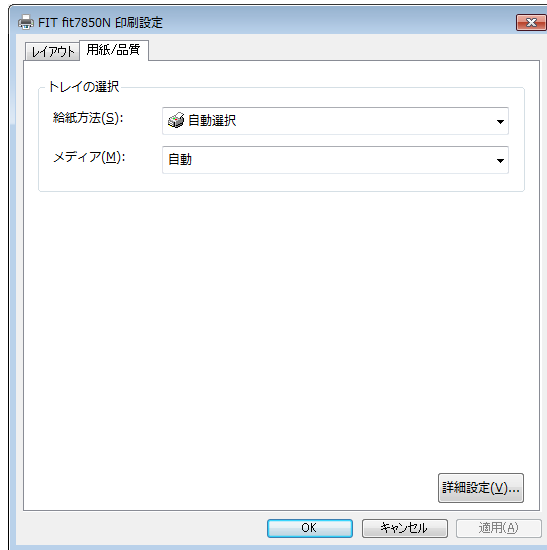 FIT fit7850N 印刷設定
レイアウト 用紙/品質
トレイの選択
給紙方法(S): 自動選択
メディア(M): 自動
詳細設定(V)...
OK キャンセル 適用(A)